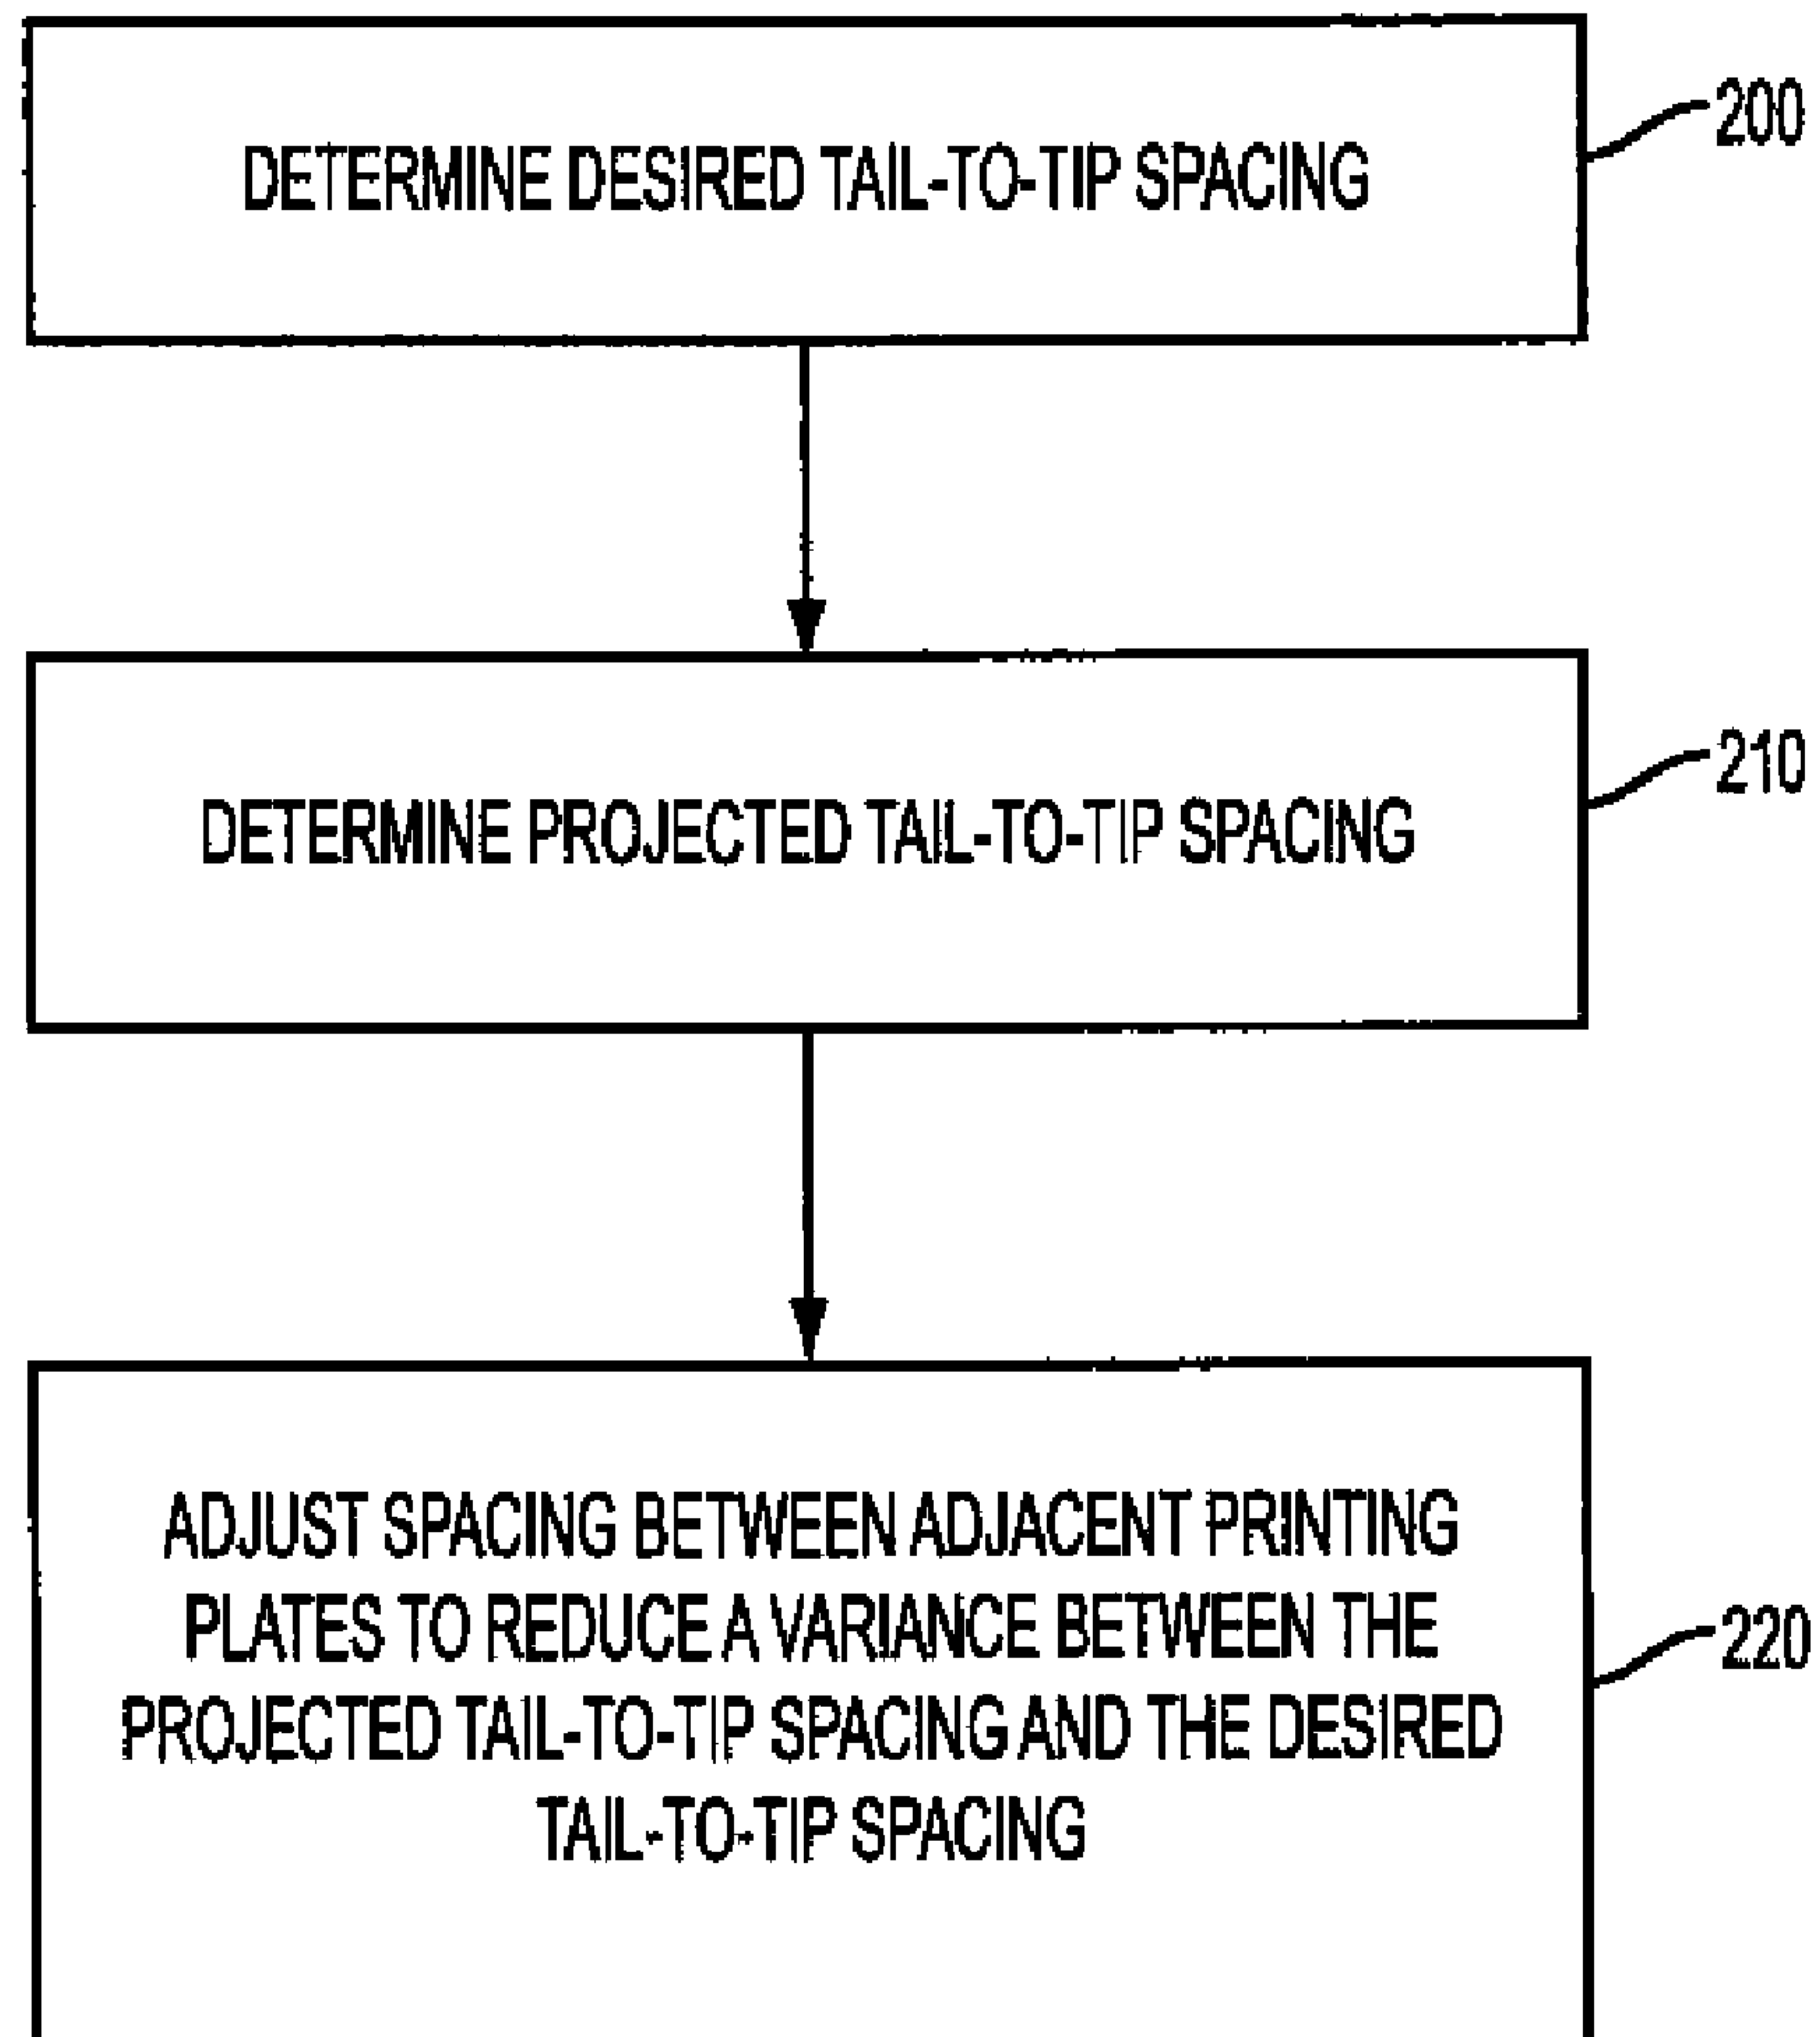 DETERMINE DESIRED TAIL-TO-TIP SPACING
200
DETERMINE PROJECTED TAIL-TO-TIP SPACING
210
ADJUST SPACING BETWEEN ADJACENT PRINTING
PLATES TO REDUCE A VARIANCE BETWEEN THE
PROJECTED TAIL-TO-TIP SPACING AND THE DESIRED
TAIL-TO-TIP SPACING
220